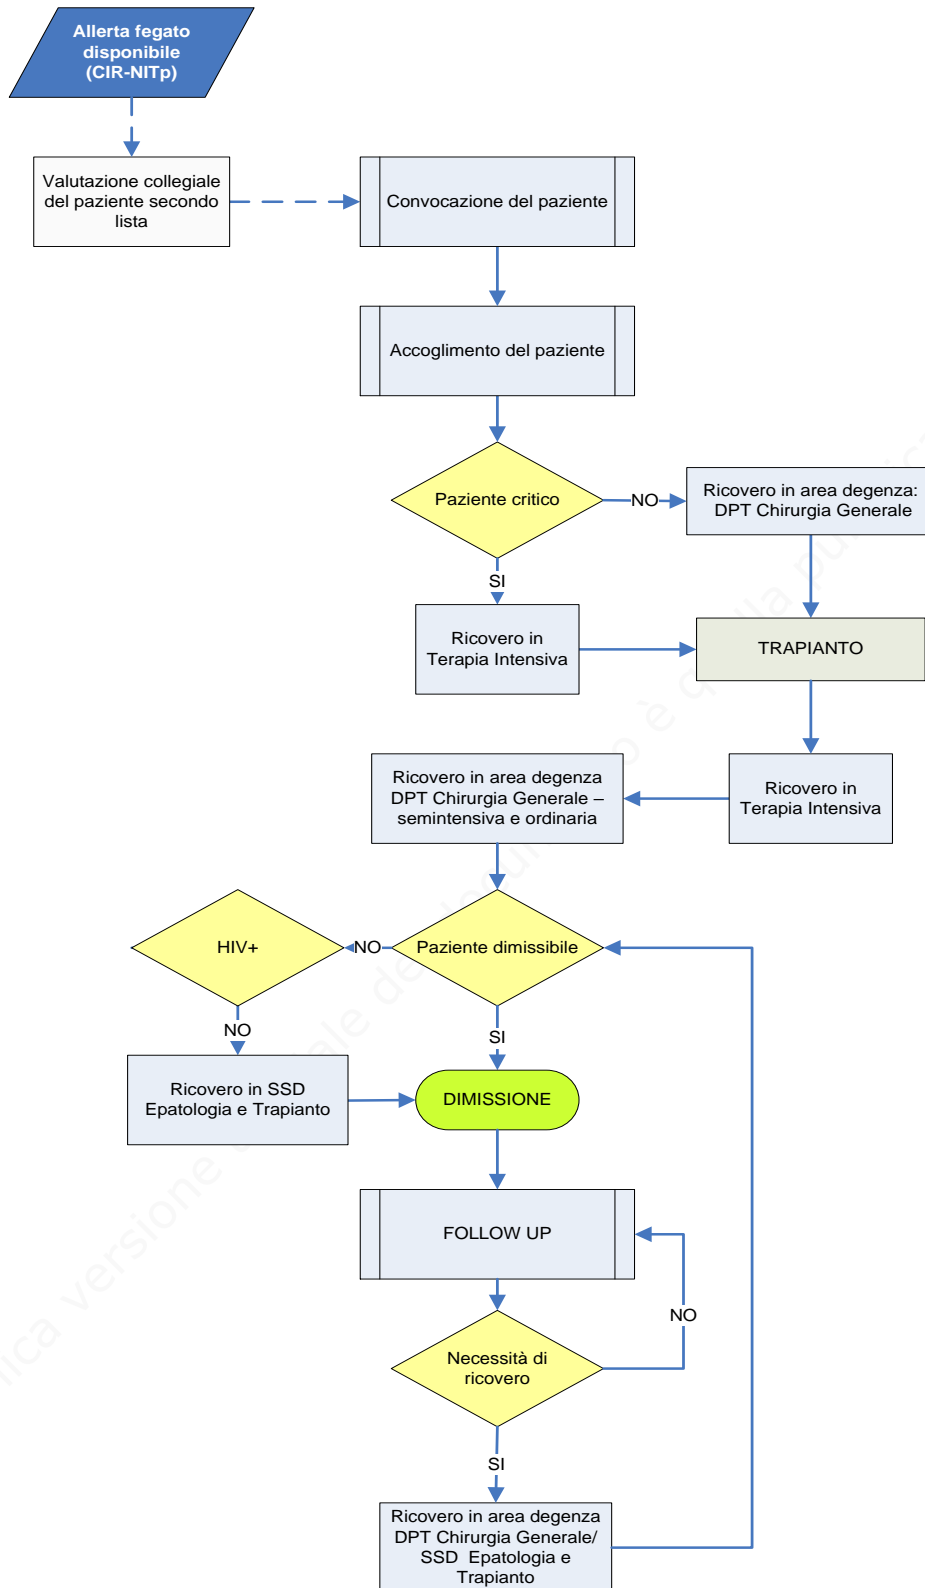 Allerta fegato
disponibile
(CIR-NITp)
Valutazione collegiale
del paziente secondo
lista
Convocazione del paziente
Accoglimento del paziente
Paziente critico
NO
Ricovero in area degenza:
DPT Chirurgia Generale
SI
Ricovero in
Terapia Intensiva
TRAPIANTO
Ricovero in
Terapia Intensiva
Ricovero in area degenza
DPT Chirurgia Generale –
semintensiva e ordinaria
Paziente dimissibile
NO
HIV+
NO
SI
Ricovero in SSD
Epatologia e Trapianto
DIMISSIONE
FOLLOW UP
NO
Necessità di
ricovero
SI
Ricovero in area degenza
DPT Chirurgia Generale/
SSD Epatologia e
Trapianto